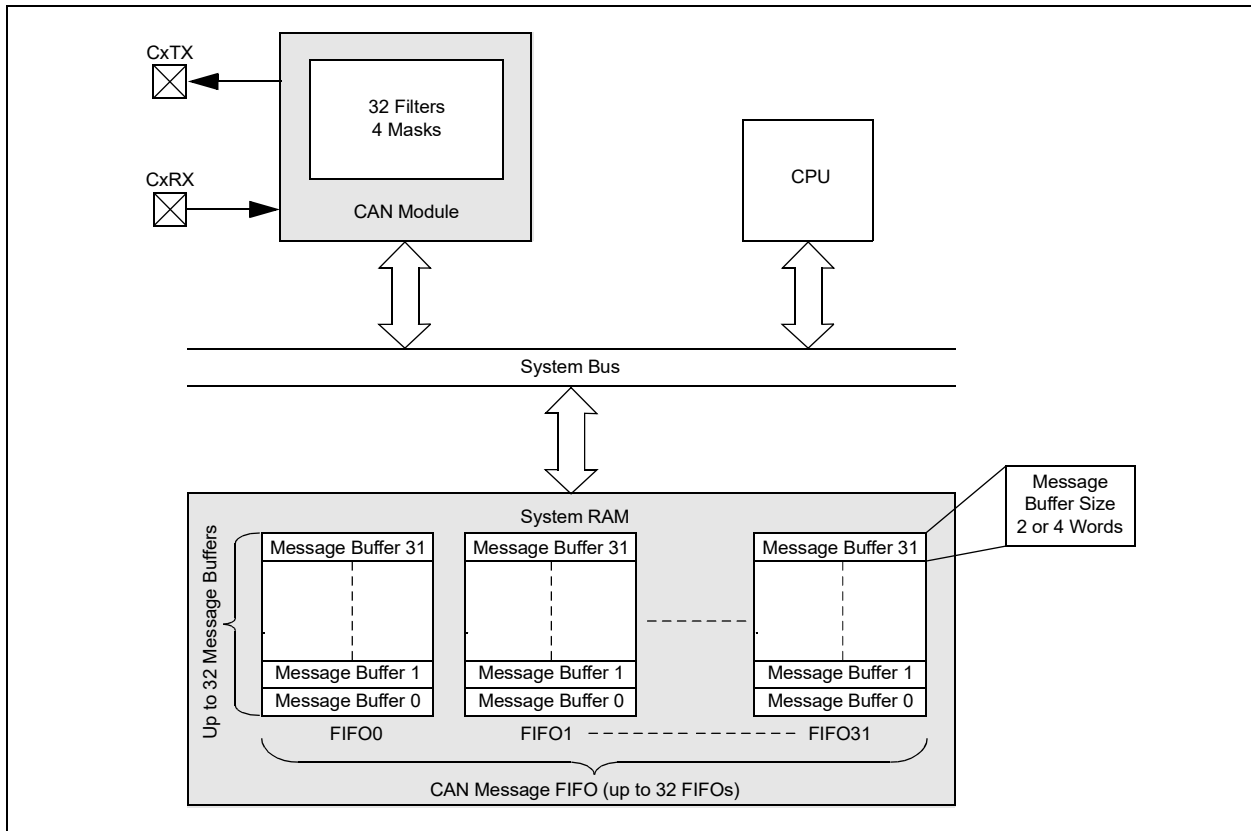 CxTX
32 Filters
4 Masks
CxRX
CAN Module
CPU
System Bus
Message
Buffer Size
2 or 4 Words
System RAM
Up to 32 Message Buffers
Message Buffer 31
Message Buffer 31
Message Buffer 31
Message Buffer 1
Message Buffer 1
Message Buffer 1
Message Buffer 0
Message Buffer 0
Message Buffer 0
FIFO0
FIFO1
FIFO31
CAN Message FIFO (up to 32 FIFOs)